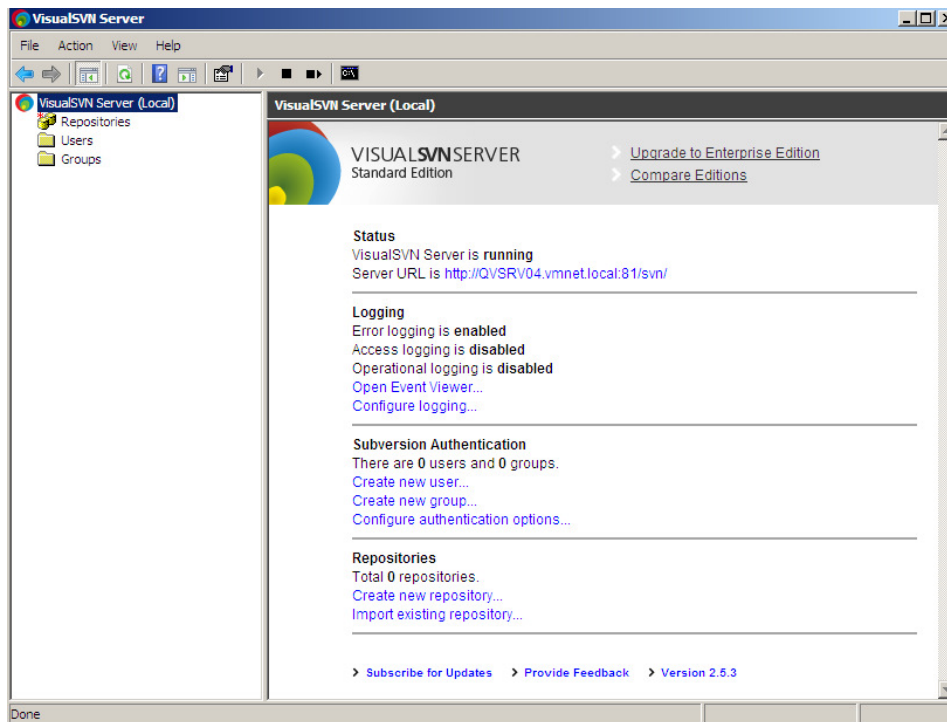 VisualSVN Server
File Action View Help
VisualSVN Server (Local)
Repositories
Users
Groups
VisualSVN Server (Local)
VISUALSVNSERVER
Standard Edition
Upgrade to Enterprise Edition
Compare Editions
Status
VisualSVN Server is running
Server URL is http://QVSRV04.vmnet.local:81/svn/
Logging
Error logging is enabled
Access logging is disabled
Operational logging is disabled
Open Event Viewer...
Configure logging...
Subversion Authentication
There are 0 users and 0 groups.
Create new user...
Create new group...
Configure authentication options...
Repositories
Total 0 repositories.
Create new repository...
Import existing repository...
Subscribe for Updates Provide Feedback Version 2.5.3
Done